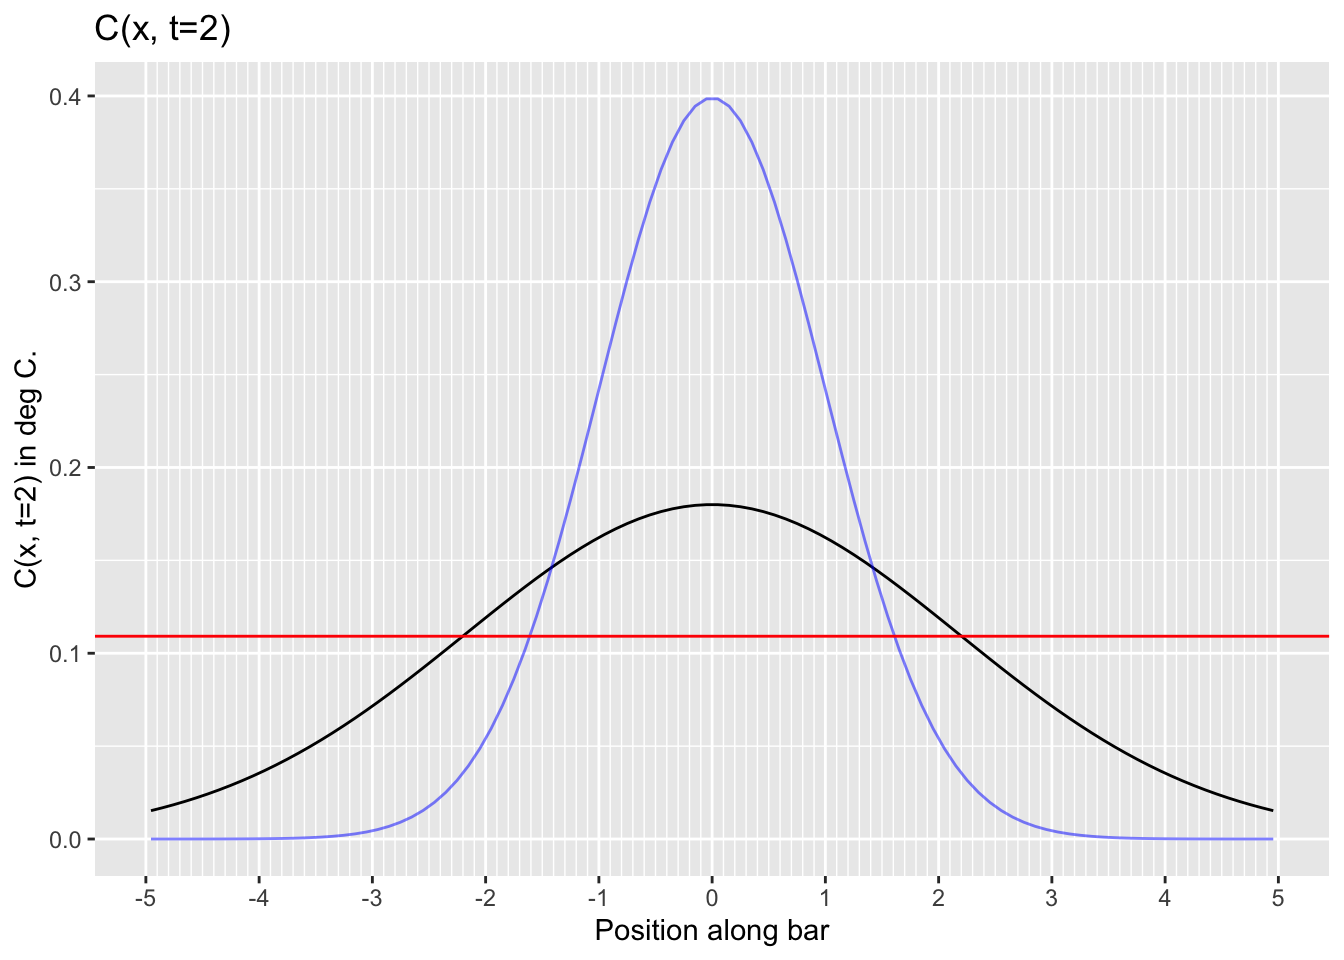 C(x, t=2)
C(x, t=2) in deg C.
0.4
0.3
0.2
0.1
0.0
-5 -4 -3 -2 -1 0 1 2 3 4 5
Position along bar